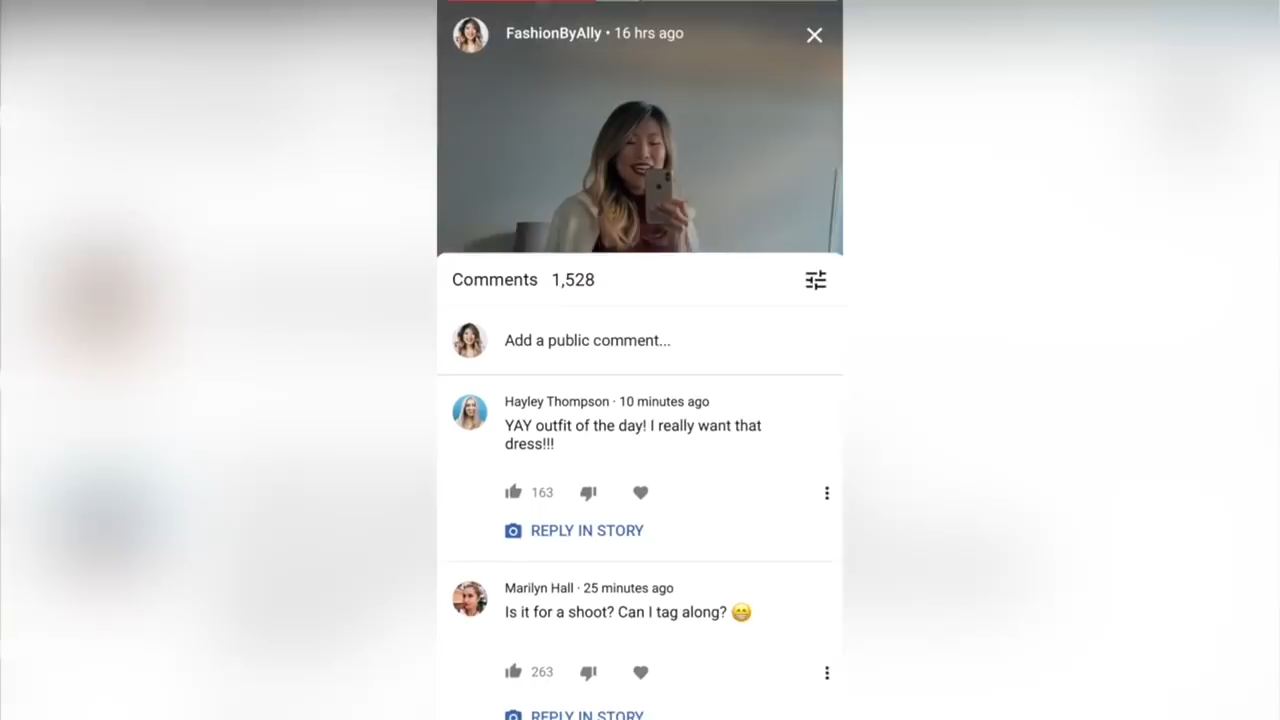 FashionByAlly • 16 hrs ago
Comments 1,528
Add a public comment...
Hayley Thompson · 10 minutes ago
YAY outfit of the day! I really want that
dress!!!
163
REPLY IN STORY
Marilyn Hall · 25 minutes ago
Is it for a shoot? Can I tag along? 😁
263
REPLY IN STORY